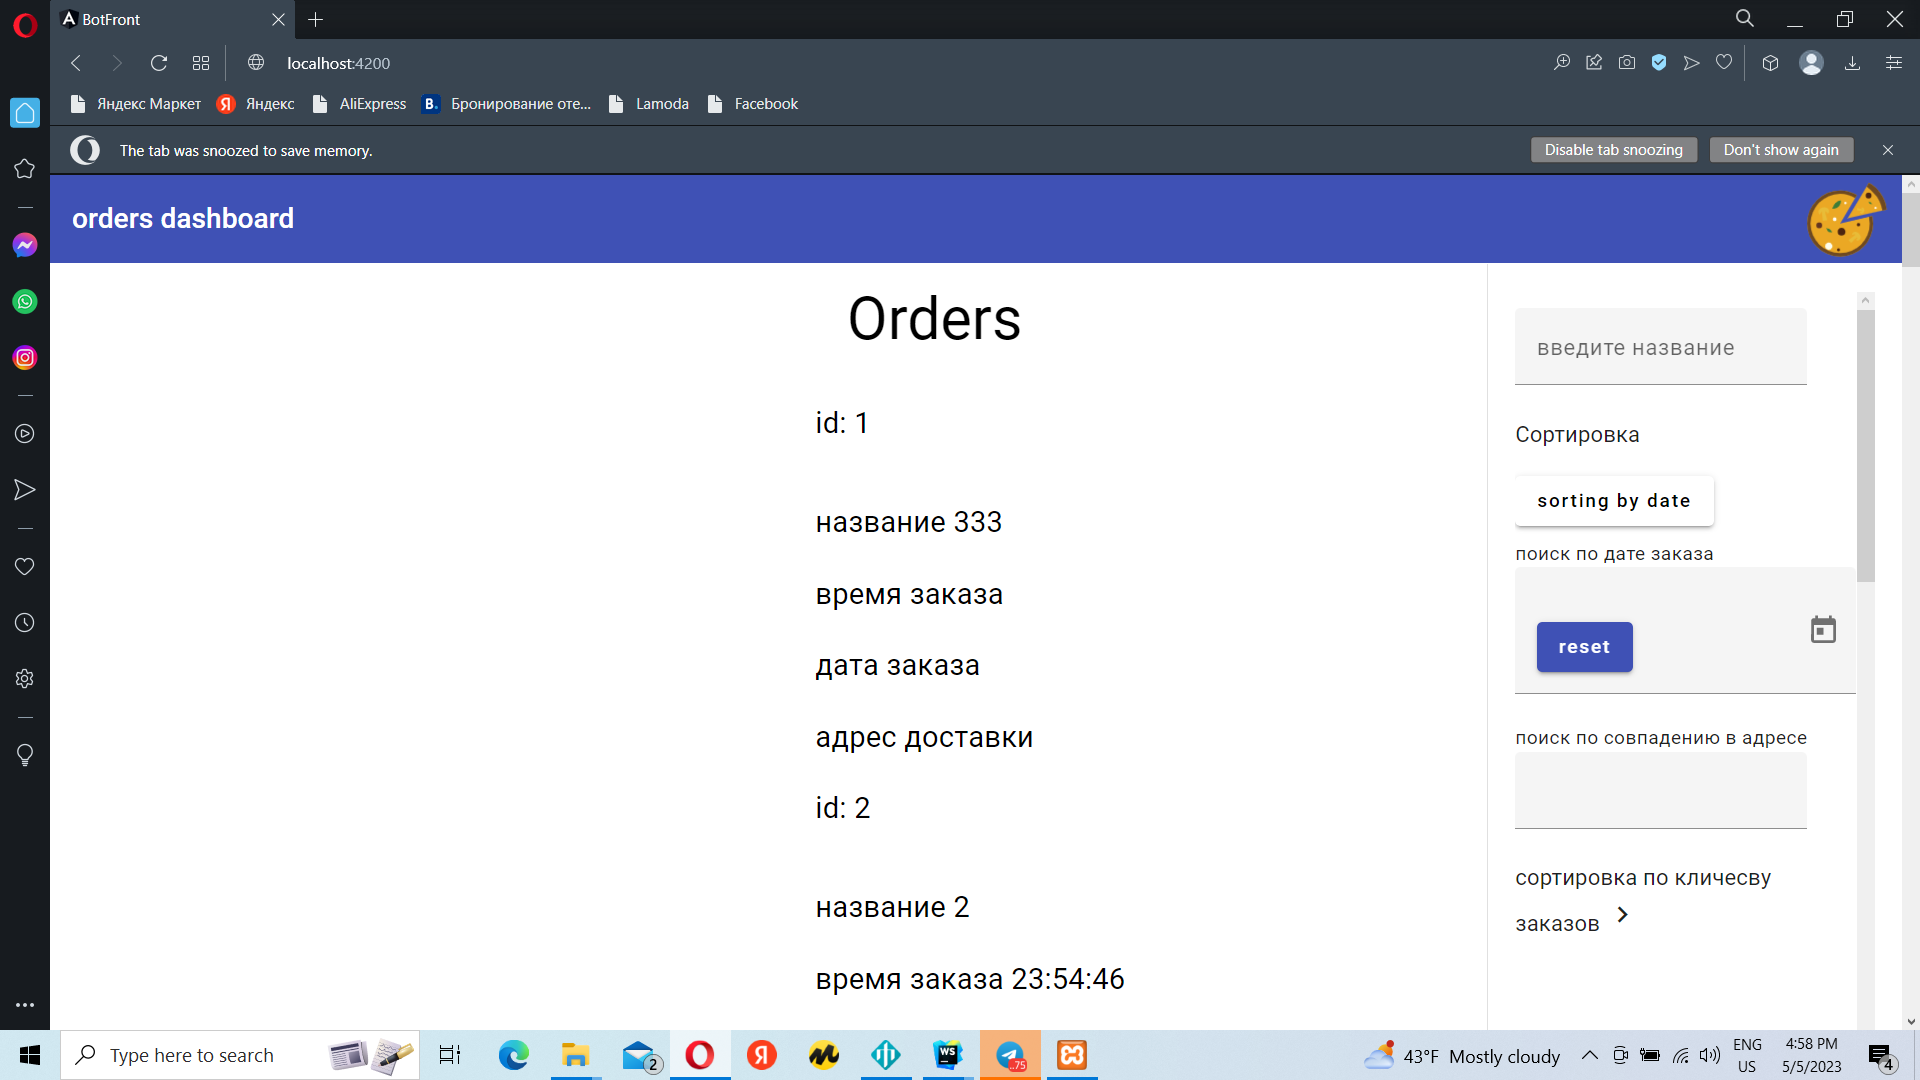 BotFront
localhost:4200
Яндекс Маркет
Яндекс
AliExpress
B.
Бронирование оте...
Lamoda
Facebook
The tab was snoozed to save memory.
Disable tab snoozing
Don't show again
orders dashboard
Orders
id: 1
название 333
время заказа
дата заказа
адрес доставки
id: 2
название 2
время заказа 23:54:46
введите название
Сортировка
sorting by date
поиск по дате заказа
reset
поиск по совпадению в адресе
сортировка по кличесву
заказов
Type here to search
2
Я
WS
..75
43°F Mostly cloudy
ENG
US
4:58 PM
5/5/2023
4